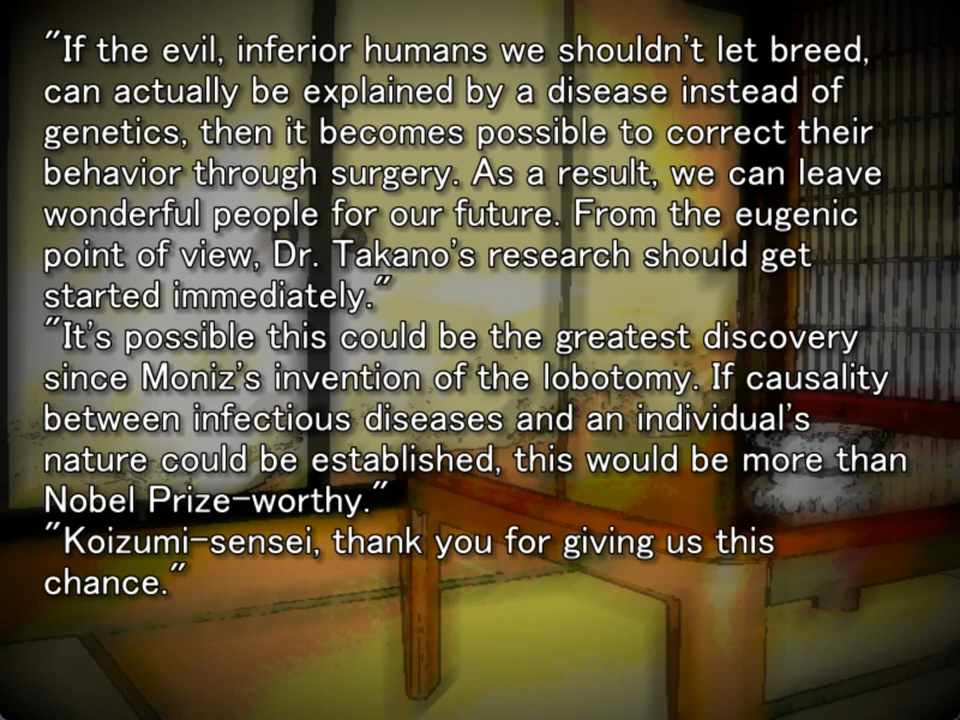 "If the evil, inferior humans we shouldn't let breed,
can actually be explained by a disease instead of
genetics, then it becomes possible to correct their
behavior through surgery. As a result, we can leave
wonderful people for our future. From the eugenic
point of view, Dr. Takano's research should get
started immediately."
"It's possible this could be the greatest discovery
since Moniz's invention of the lobotomy. If causality
between infectious diseases and an individual's
nature could be established, this would be more than
Nobel Prize-worthy."
"Koizumi-sensei, thank you for giving us this
chance."